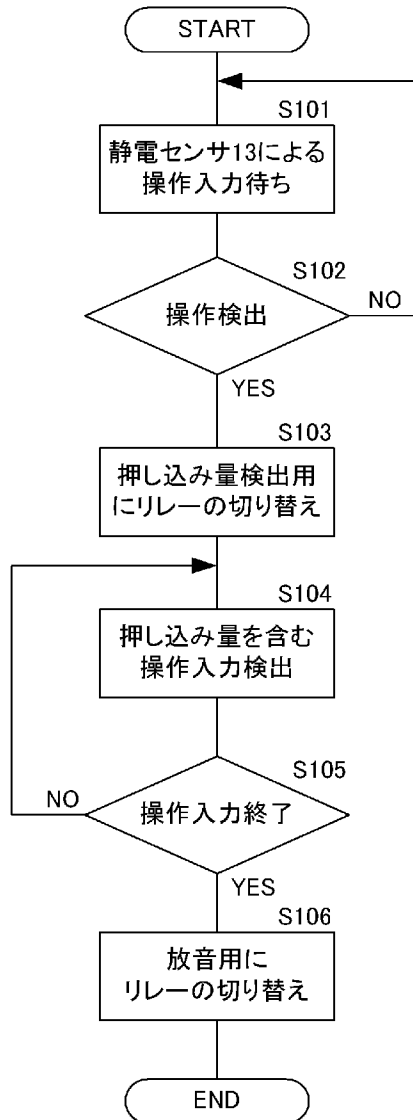 START
S101
静電センサ13による
操作入力待ち
S102
操作検出
NO
YES
S103
押し込み量検出用
にリレーの切り替え
S104
押し込み量を含む
操作入力検出
S105
操作入力終了
NO
YES
S106
放音用に
リレーの切り替え
END